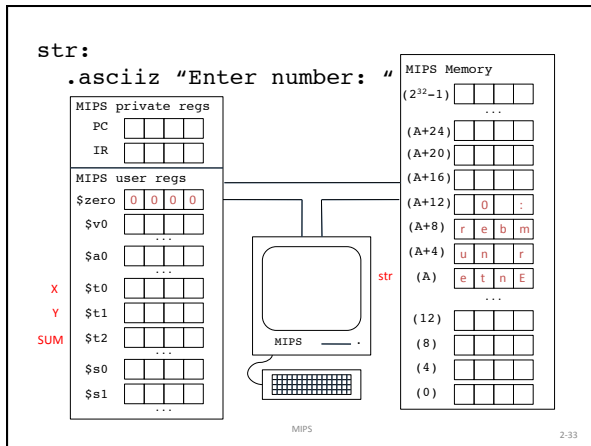 str:
.asciiz “Enter number: “
MIPS private regs
PC
IR
MIPS user regs
$zero 0 0 0 0
$v0
...
$a0
...
X $t0
Y $t1
SUM $t2
...
$s0
$s1
...
MIPS
MIPS Memory
(2³²-1)
...
(A+24)
(A+20)
(A+16)
(A+12) 0 :
(A+8) r e b m
(A+4) u n r
str (A) e t n E
...
(12)
(8)
(4)
(0)
MIPS
2-33